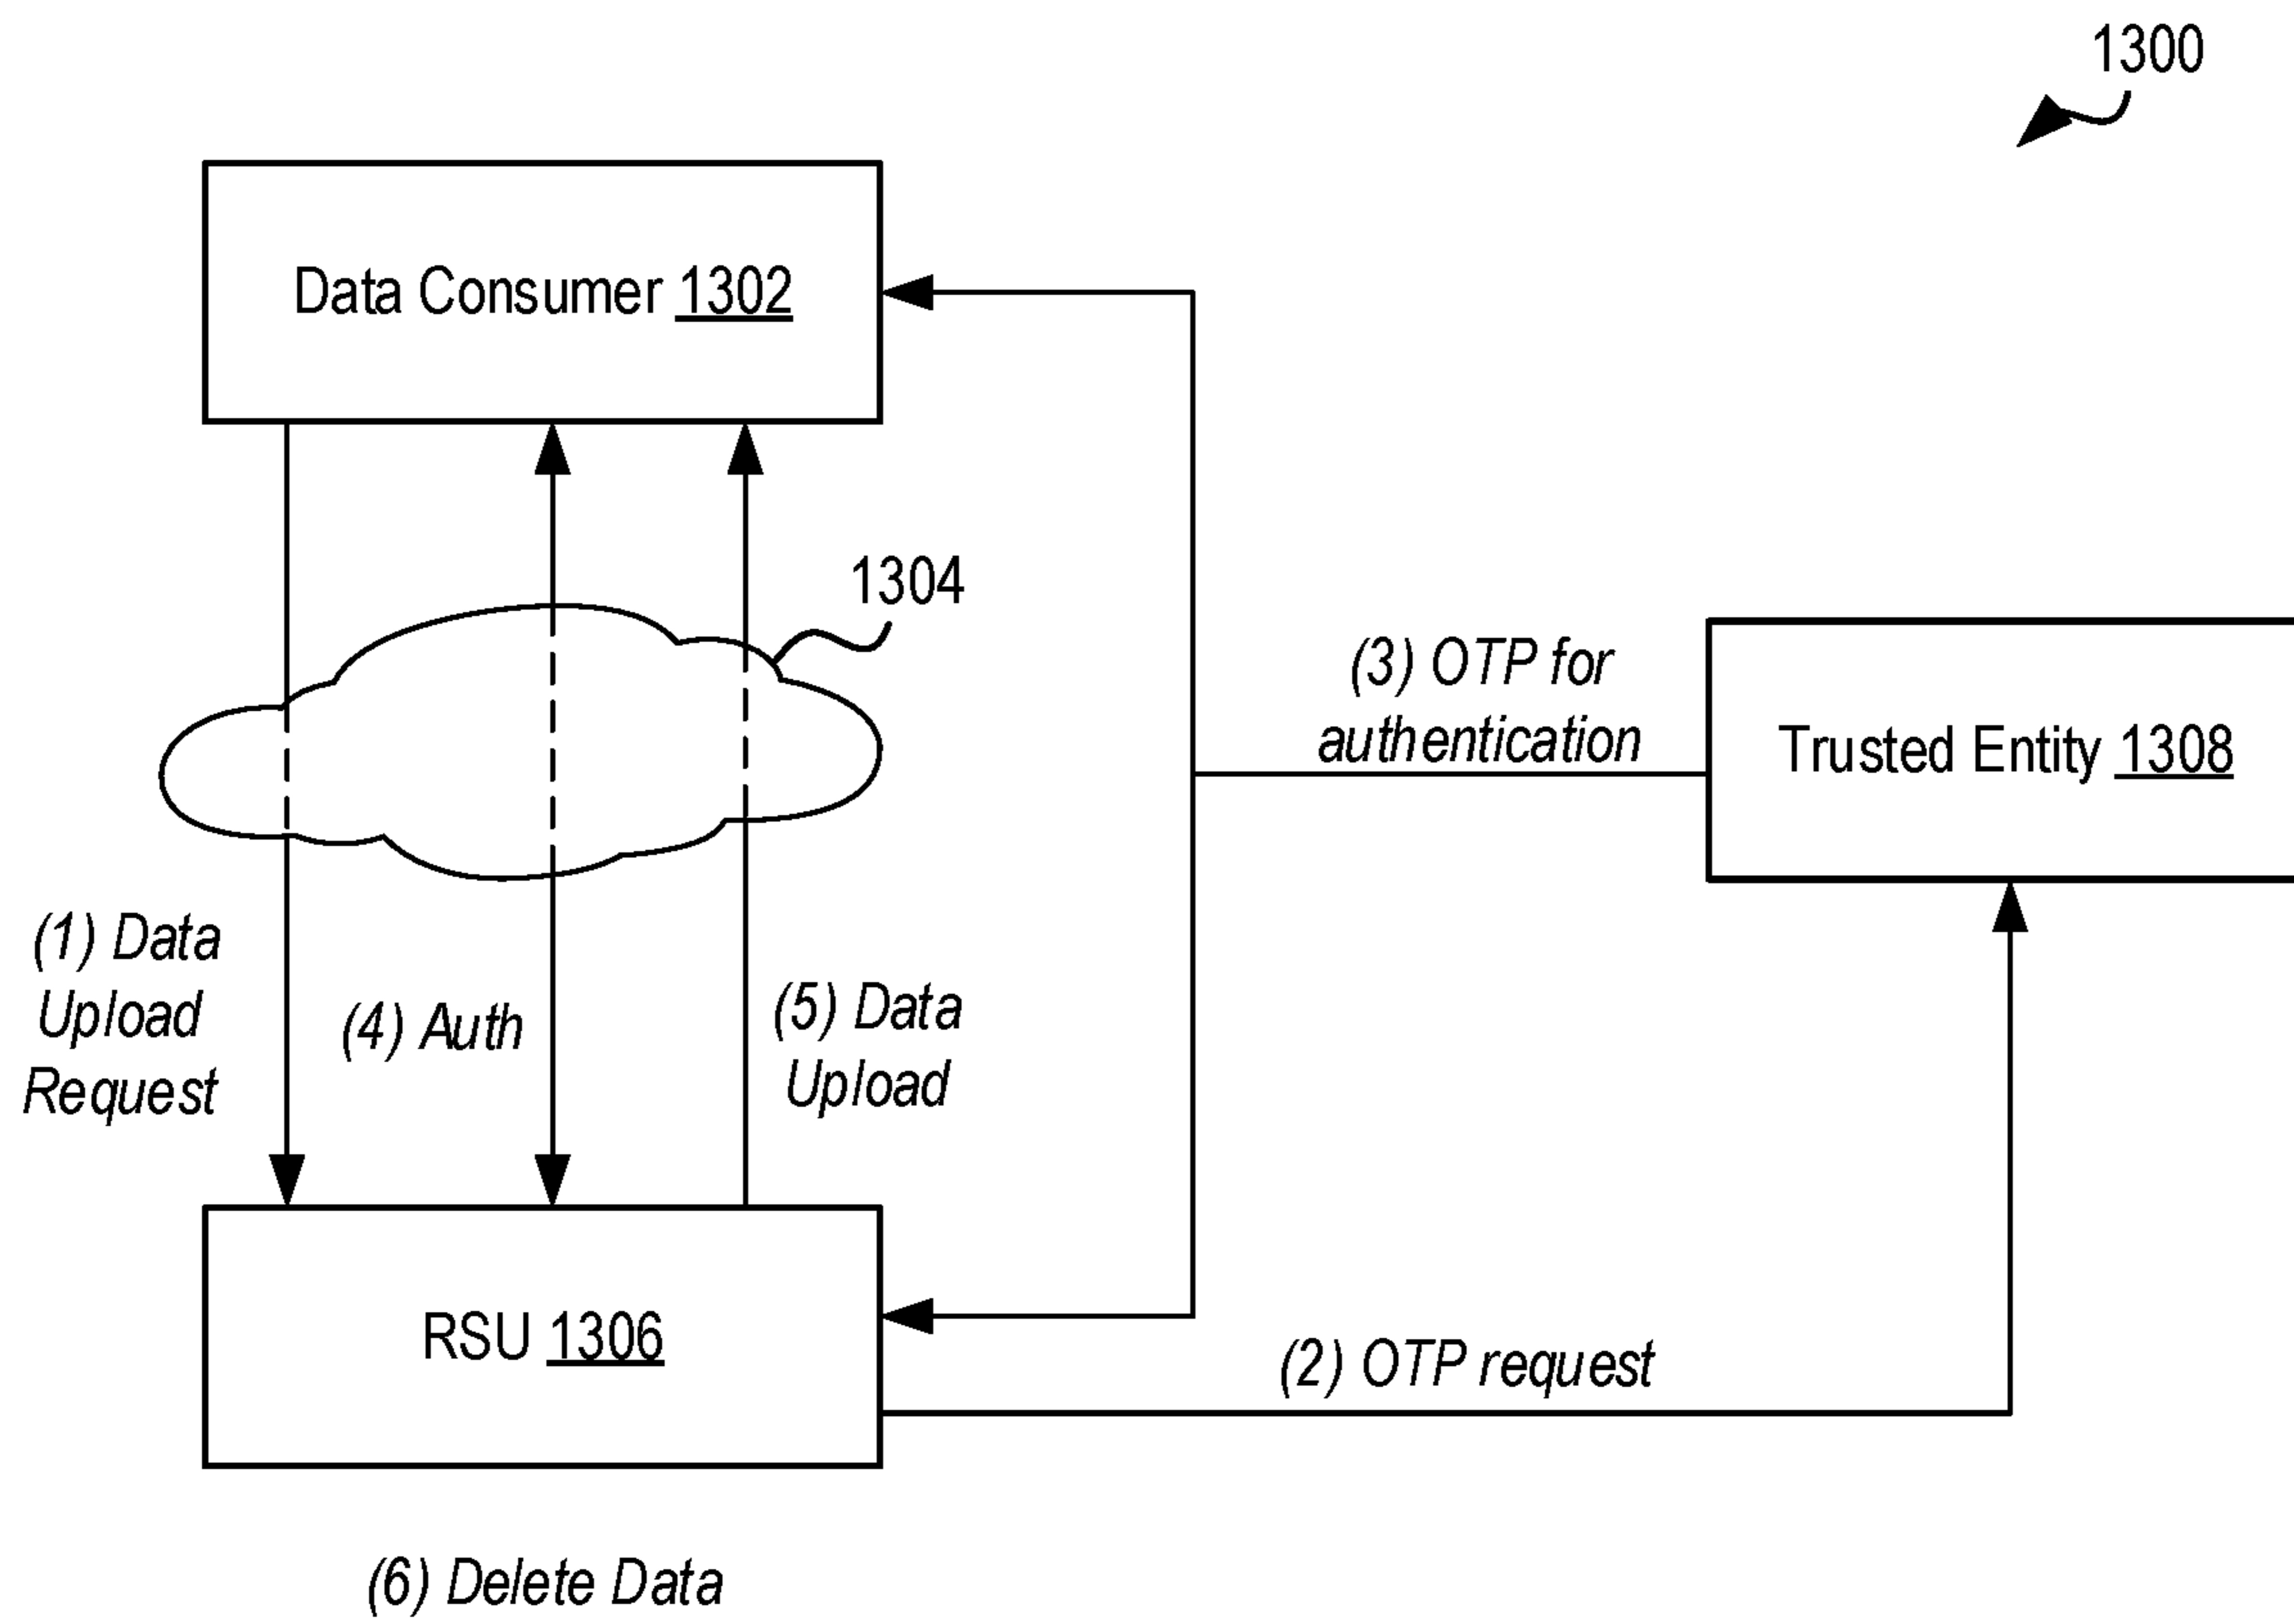 1300
Data Consumer 1302
1304
(3) OTP for
authentication
Trusted Entity 1308
(1) Data
Upload
Request
(4) Auth
(5) Data
Upload
RSU 1306
(2) OTP request
(6) Delete Data